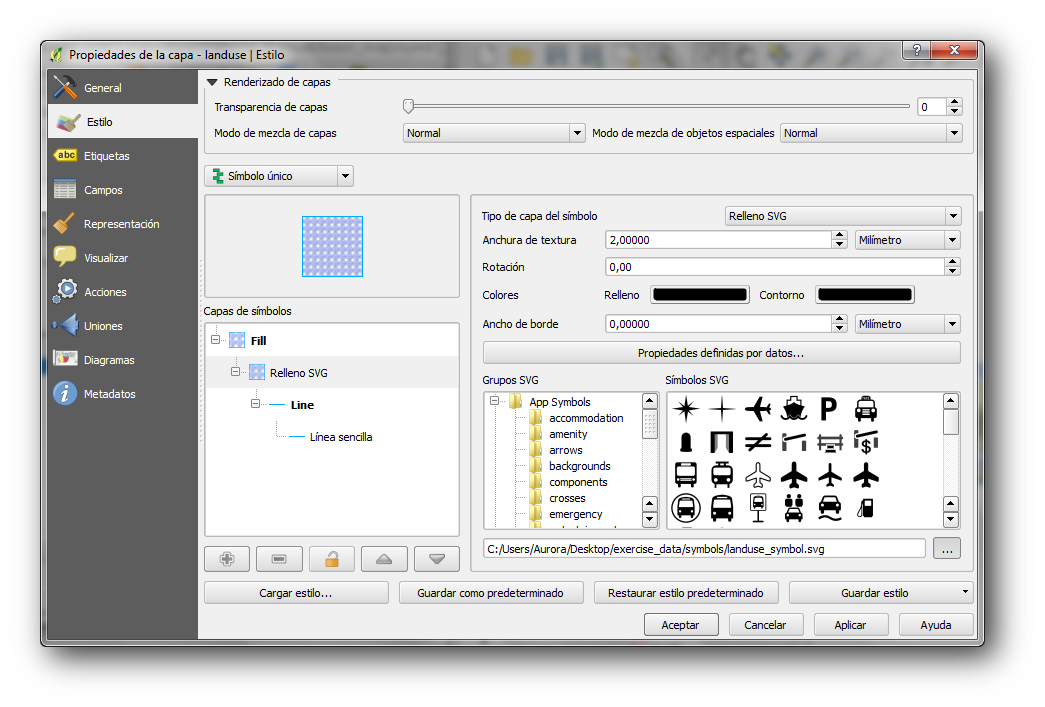 Propiedades de la capa - landuse | Estilo
?
X
General
Estilo
abc Etiquetas
Campos
Representación
Visualizar
Acciones
Uniones
Diagramas
Metadatos
Renderizado de capas
Transparencia de capas 0
Modo de mezcla de capas Normal Modo de mezcla de objetos espaciales Normal
Símbolo único
Capas de símbolos
Fill
Relleno SVG
Line
Línea sencilla
Tipo de capa del símbolo Relleno SVG
Anchura de textura 2,00000 Milímetro
Rotación 0,00
Colores Relleno Contorno
Ancho de borde 0,00000 Milímetro
Propiedades definidas por datos...
Grupos SVG Símbolos SVG
App Symbols
accommodation
amenity
arrows
backgrounds
components
crosses
emergency
P
$
C:/Users/Aurora/Desktop/exercise_data/symbols/landuse_symbol.svg ...
Cargar estilo... Guardar como predeterminado Restaurar estilo predeterminado Guardar estilo
Aceptar Cancelar Aplicar Ayuda